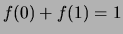 f(0) + f(1) = 1